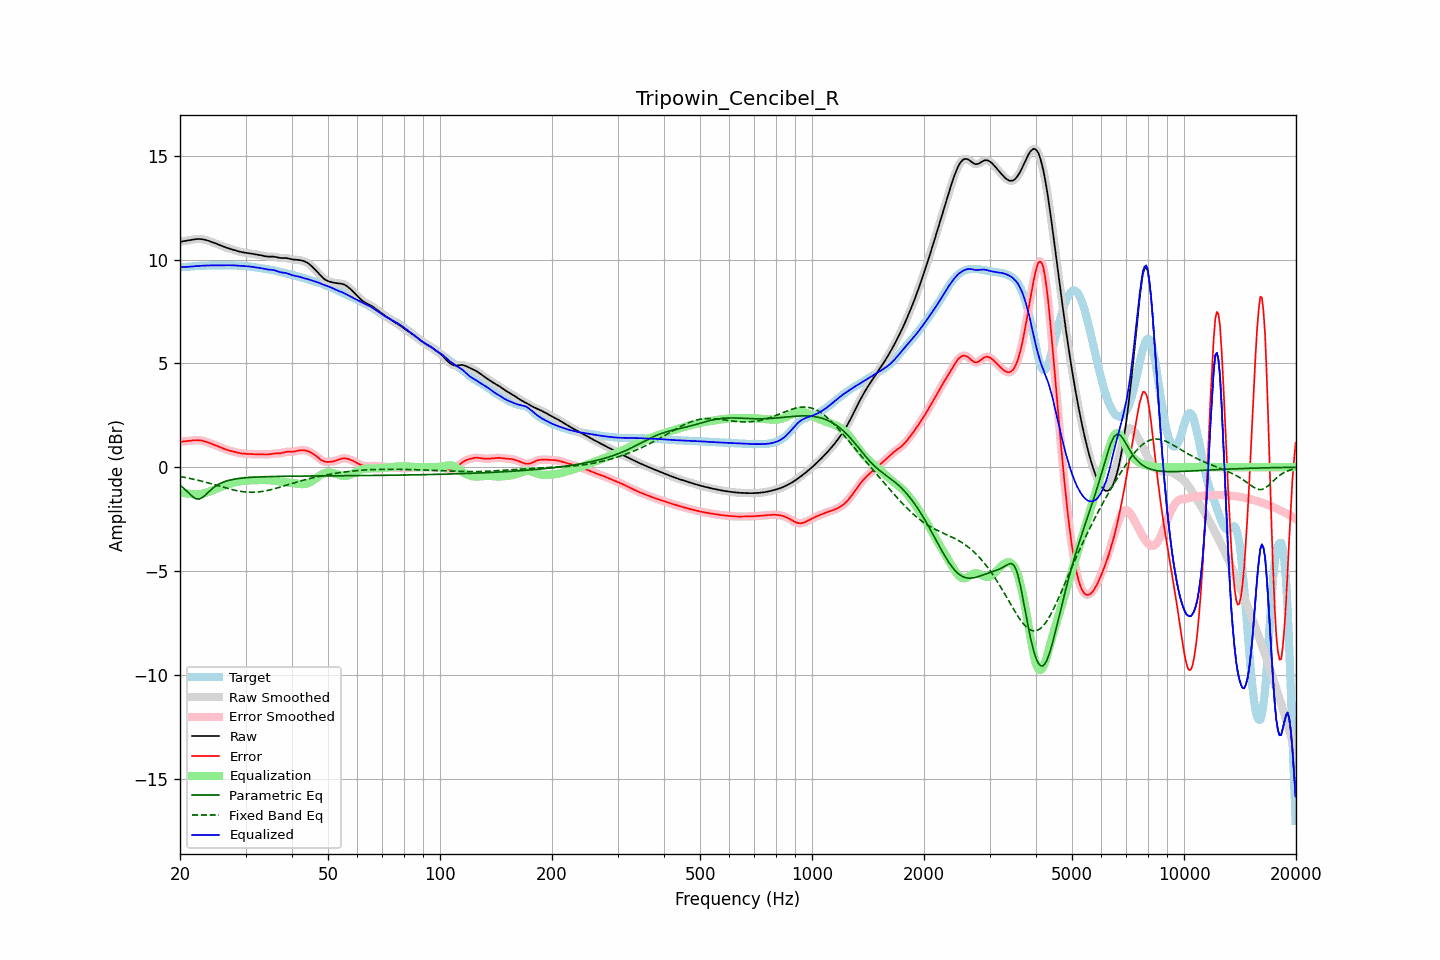 Tripowin_Cencibel_R
Amplitude (dBr)
15
10
5
0
−5
−10
−15
Target
Raw Smoothed
Error Smoothed
Raw
Error
Equalization
Parametric Eq
Fixed Band Eq
Equalized
20 50 100 200 500 1000 2000 5000 10000 20000
Frequency (Hz)